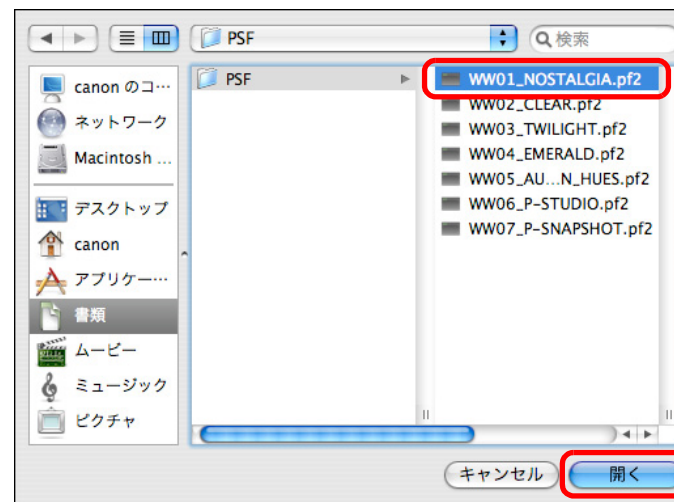 PSF
検索
canon のコ…
ネットワーク
Macintosh ...
デスクトップ
canon
アプリケー…
書類
ムービー
ミュージック
ピクチャ
PSF
WW01_NOSTALGIA.pf2
WW02_CLEAR.pf2
WW03_TWILIGHT.pf2
WW04_EMERALD.pf2
WW05_AU...N_HUES.pf2
WW06_P-STUDIO.pf2
WW07_P-SNAPSHOT.pf2
キャンセル
開く